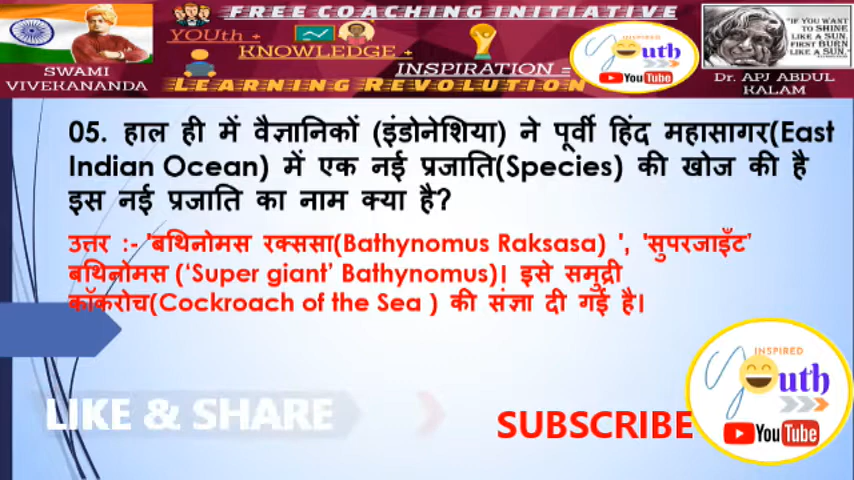 FREE COACHING INITIATIVE
YOUth +
KNOWLEDGE +
INSPIRATION =
LEARNING REVOLUTION
SWAMI
VIVEKANANDA
INSPIRED
Youth
YouTube
"IF YOU WANT
TO SHINE
LIKE A SUN,
FIRST BURN
LIKE A SUN."
Dr. APJ ABDUL
KALAM
05. हाल ही में वैज्ञानिकों (इंडोनेशिया) ने पूर्वी हिंद महासागर(East
Indian Ocean) में एक नई प्रजाति(Species) की खोज की है
इस नई प्रजाति का नाम क्या है?
उत्तर :- 'बथिनोमस रक्ससा(Bathynomus Raksasa) ', 'सुपरजाइँट'
बथिनोमस (‘Super giant’ Bathynomus)। इसे समुद्री
कॉकरोच(Cockroach of the Sea ) की संज्ञा दी गई है।
LIKE & SHARE
SUBSCRIBE
INSPIRED
Youth
YouTube